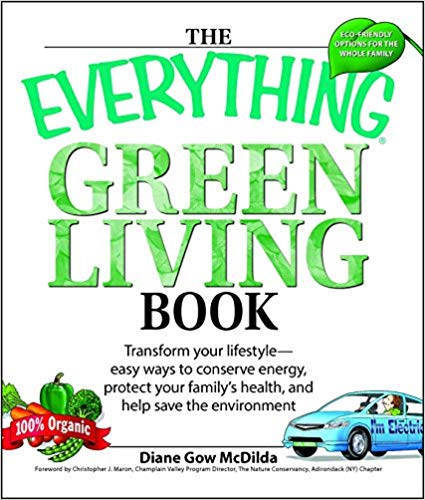 THE
ECO-FRIENDLY
OPTIONS FOR THE
WHOLE FAMILY
EVERYTHING®
GREEN
LIVING
BOOK
Transform your lifestyle—
easy ways to conserve energy,
protect your family's health, and
help save the environment
100% Organic
I'm Electric
Diane Gow McDilda
Foreword by Christopher J. Maron, Champlain Valley Program Director, The Nature Conservancy, Adirondack (NY) Chapter